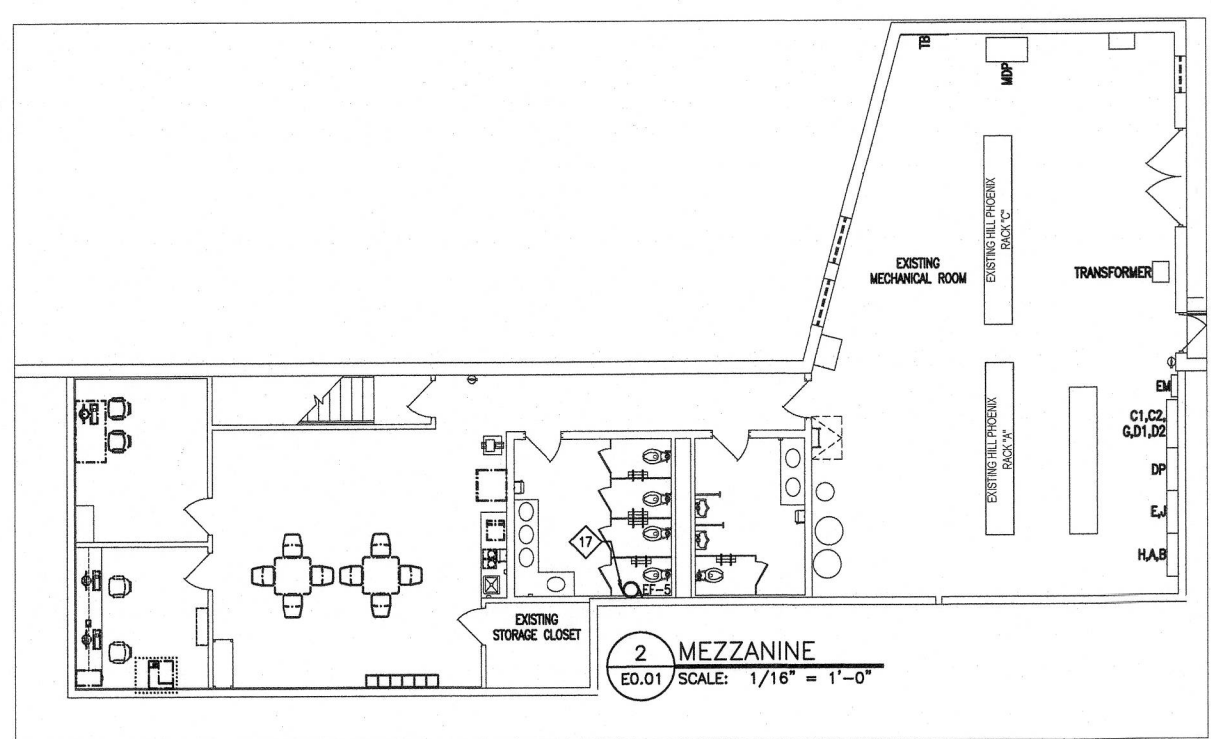 TB
MDP
EXISTING HILL PHOENIX
RACK "C"
EXISTING
MECHANICAL ROOM
TRANSFORMER
EM
C1,C2,
G,D1,D2
EXISTING HILL PHOENIX
RACK "A"
DP
E,J
H,A,B
17
EF-5
EXISTING
STORAGE CLOSET
2
E0.01
MEZZANINE
SCALE: 1/16" = 1'-0"